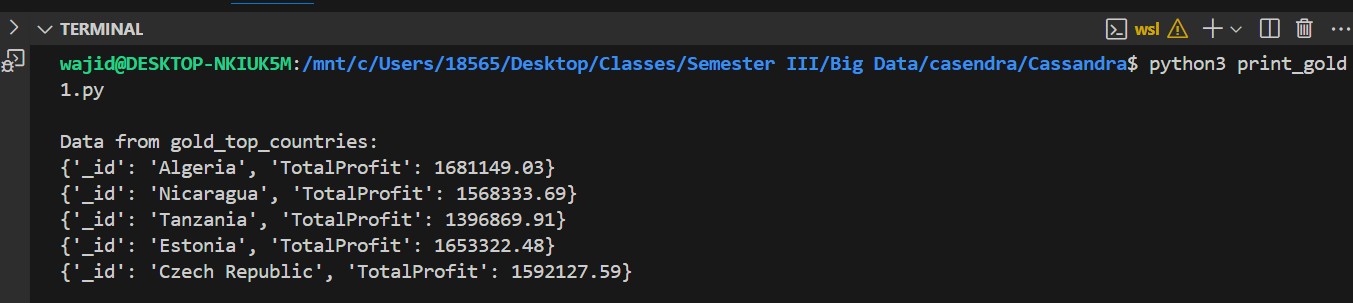 TERMINAL
wsl
wajid@DESKTOP-NKIUK5M:/mnt/c/Users/18565/Desktop/Classes/Semester III/Big Data/casendra/Cassandra$ python3 print_gold
1.py
Data from gold_top_countries:
{'_id': 'Algeria', 'TotalProfit': 1681149.03}
{'_id': 'Nicaragua', 'TotalProfit': 1568333.69}
{'_id': 'Tanzania', 'TotalProfit': 1396869.91}
{'_id': 'Estonia', 'TotalProfit': 1653322.48}
{'_id': 'Czech Republic', 'TotalProfit': 1592127.59}